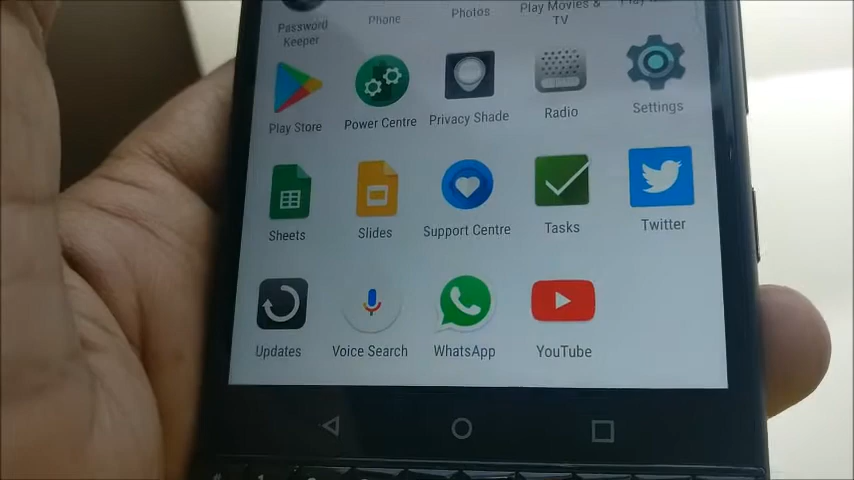 Password
Keeper
Phone
Photos
Play Movies &
TV
Play Store
Power Centre
Privacy Shade
Radio
Settings
Sheets
Slides
Support Centre
Tasks
Twitter
Updates
Voice Search
WhatsApp
YouTube